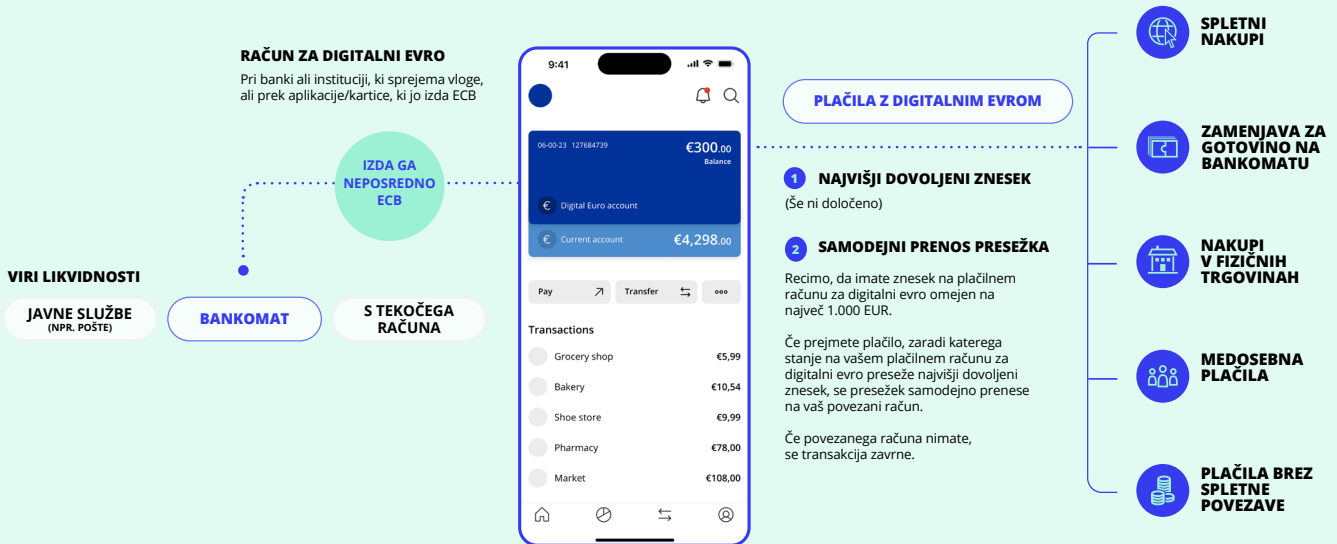 RAČUN ZA DIGITALNI EVRO
Pri banki ali instituciji, ki sprejema vloge,
ali prek aplikacije/kartice, ki jo izda ECB
IZDA GA
NEPOSREDNO
ECB
VIRI LIKVIDNOSTI
JAVNE SLUŽBE
(NPR. POŠTE)
BANKOMAT
S TEKOČEGA
RAČUNA
9:41
06-00-23 127684739
€300.00
Balance
€ Digital Euro account
€ Current account
€4,298.00
Pay
Transfer
Transactions
Grocery shop €5,99
Bakery €10,54
Shoe store €9,99
Pharmacy €78,00
Market €108,00
PLAČILA Z DIGITALNIM EVROM
1 NAJVIŠJI DOVOLJENI ZNESEK
(Še ni določeno)
2 SAMODEJNI PRENOS PRESEŽKA
Recimo, da imate znesek na plačilnem
računu za digitalni evro omejen na
največ 1.000 EUR.
Če prejmete plačilo, zaradi katerega
stanje na vašem plačilnem računu za
digitalni evro preseže najvišji dovoljeni
znesek, se presežek samodejno prenese
na vaš povezani račun.
Če povezanega računa nimate,
se transakcija zavrne.
SPLETNI
NAKUPI
ZAMENJAVA ZA
GOTOVINO NA
BANKOMATU
NAKUPI
V FIZIČNIH
TRGOVINAH
MEDOSEBNA
PLAČILA
PLAČILA BREZ
SPLETNE
POVEZAVE